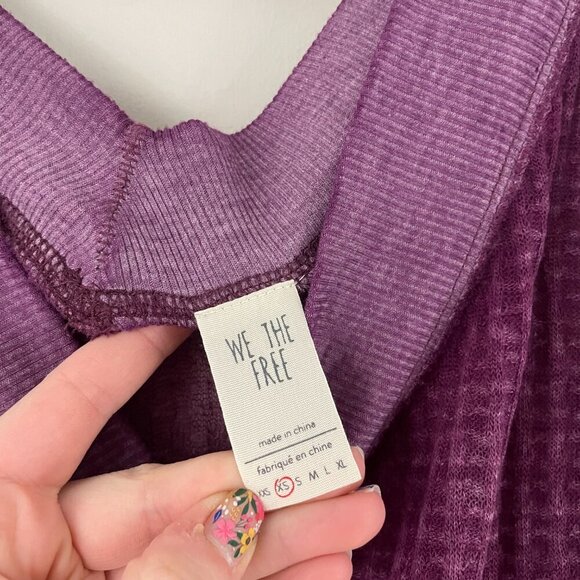 WE THE
FREE
made in china
fabriqué en chine
XXS XS S M L XL